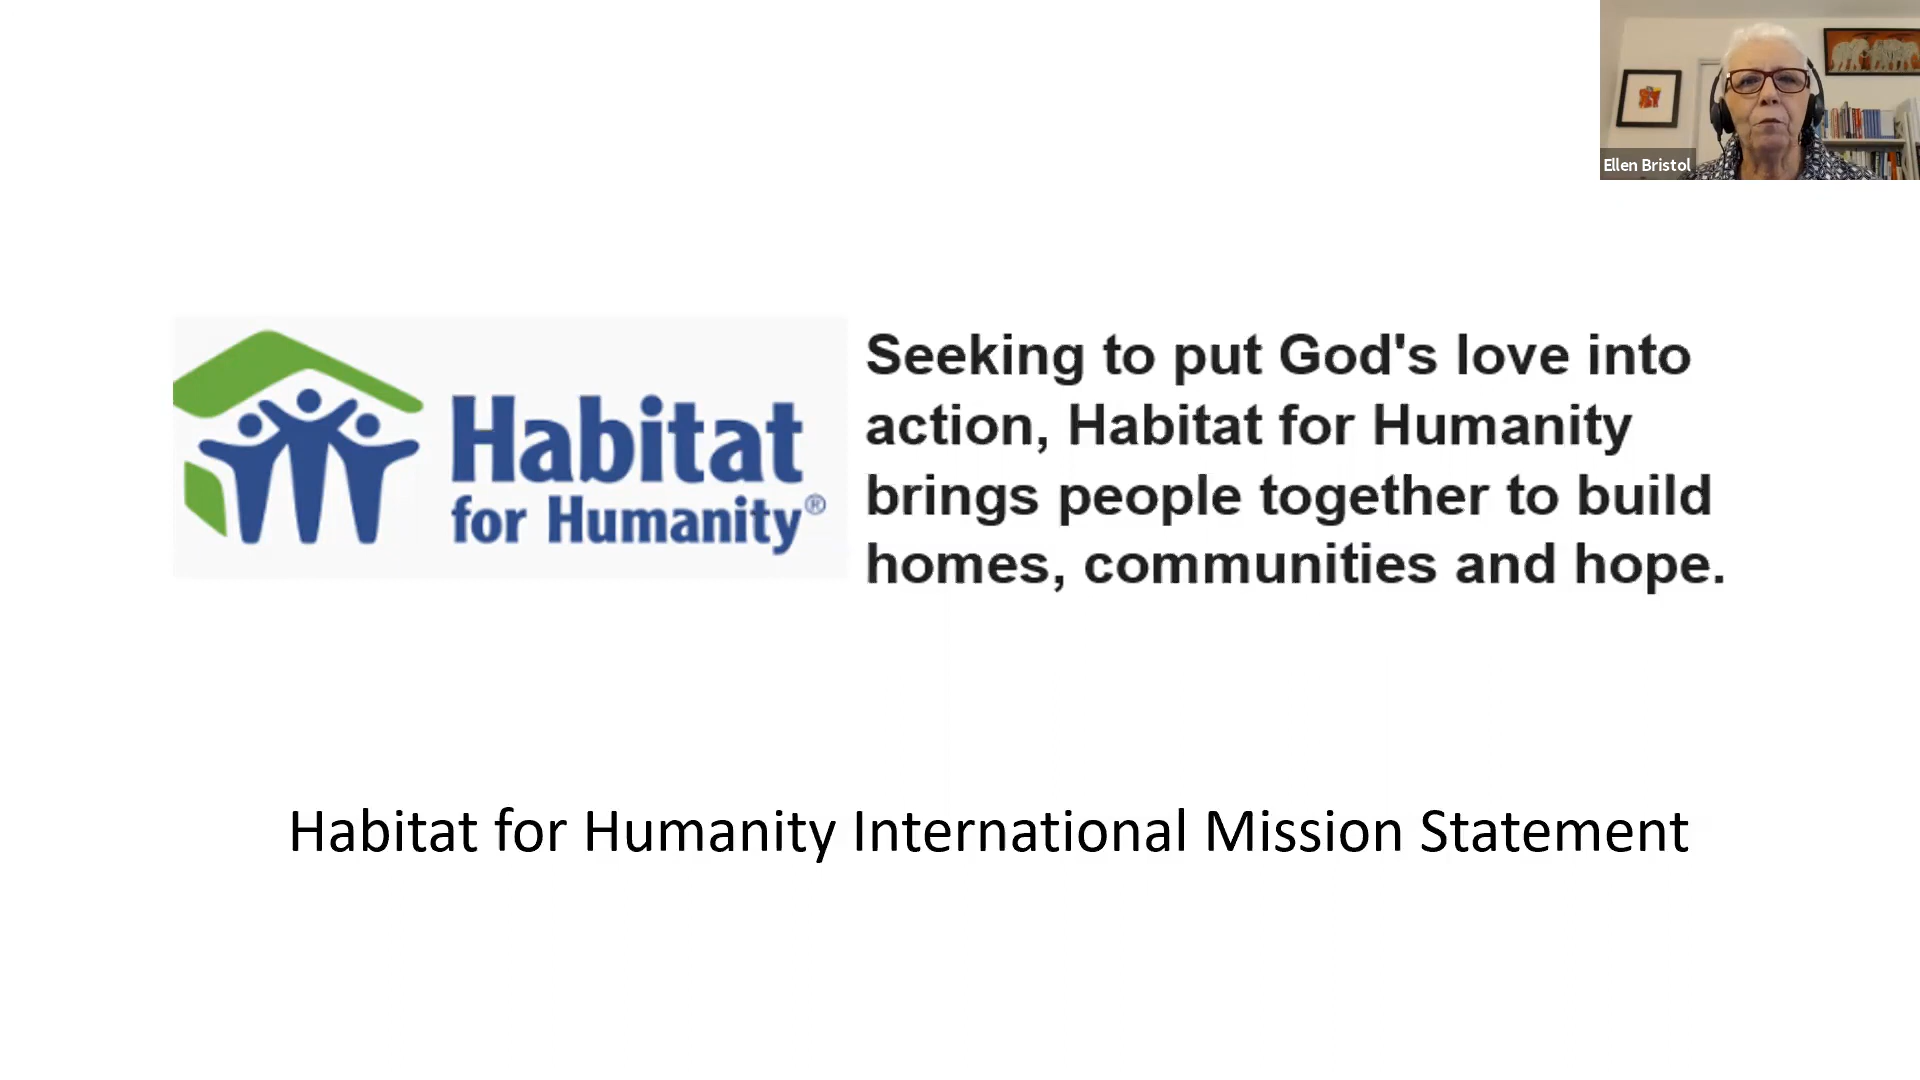 Ellen Bristol
Habitat
for Humanity®
Seeking to put God's love into
action, Habitat for Humanity
brings people together to build
homes, communities and hope.
Habitat for Humanity International Mission Statement